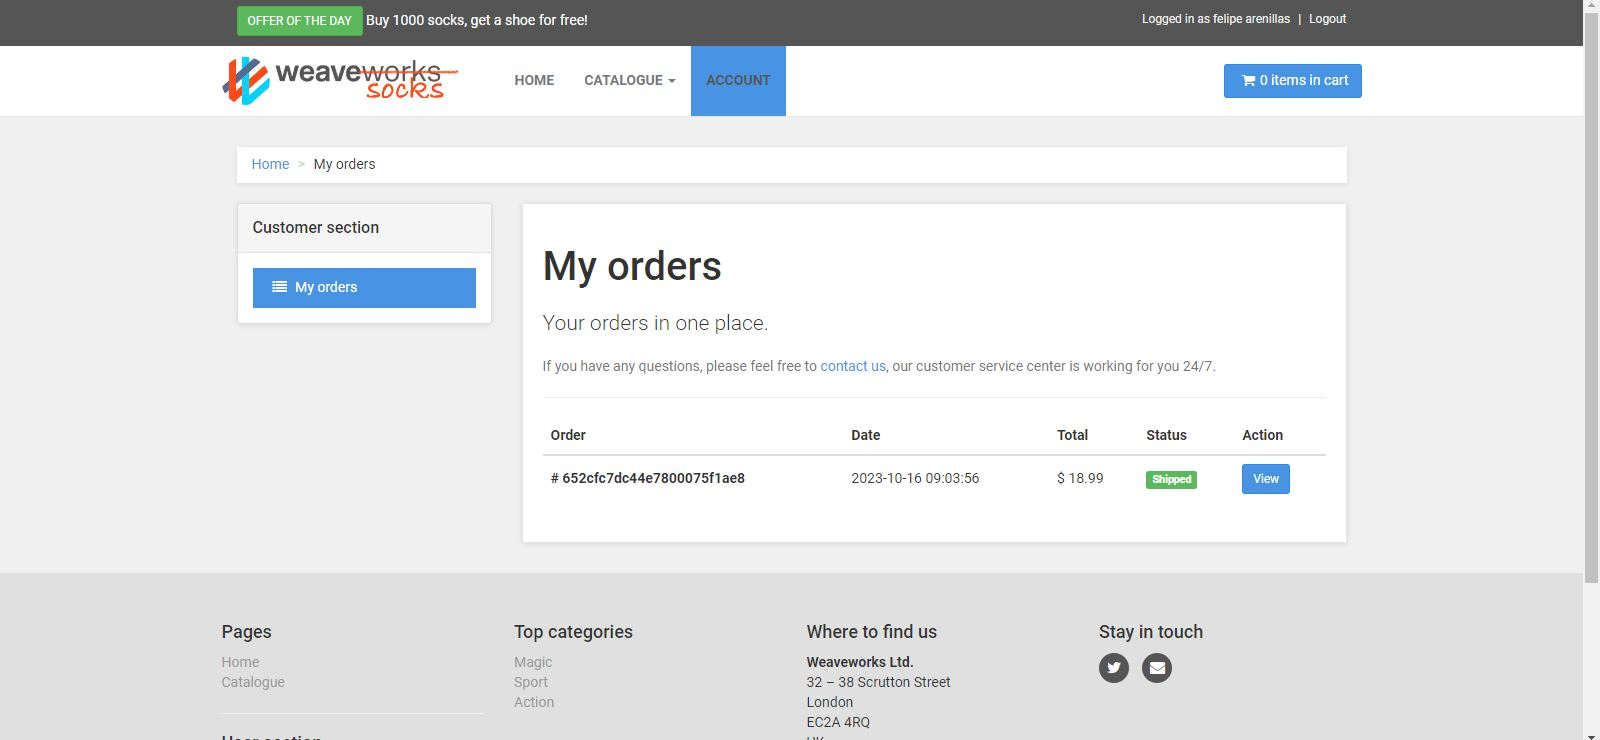 OFFER OF THE DAY Buy 1000 socks, get a shoe for free!
Logged in as felipe arenillas | Logout
weaveworks
socks
HOME CATALOGUE ACCOUNT
0 items in cart
Home > My orders
Customer section
My orders
My orders
Your orders in one place.
If you have any questions, please feel free to contact us, our customer service center is working for you 24/7.
Order Date Total Status Action
# 652cfc7dc44e7800075f1ae8 2023-10-16 09:03:56 $ 18.99 Shipped View
Pages
Home
Catalogue
Top categories
Magic
Sport
Action
Where to find us
Weaveworks Ltd.
32 – 38 Scrutton Street
London
EC2A 4RQ
Stay in touch